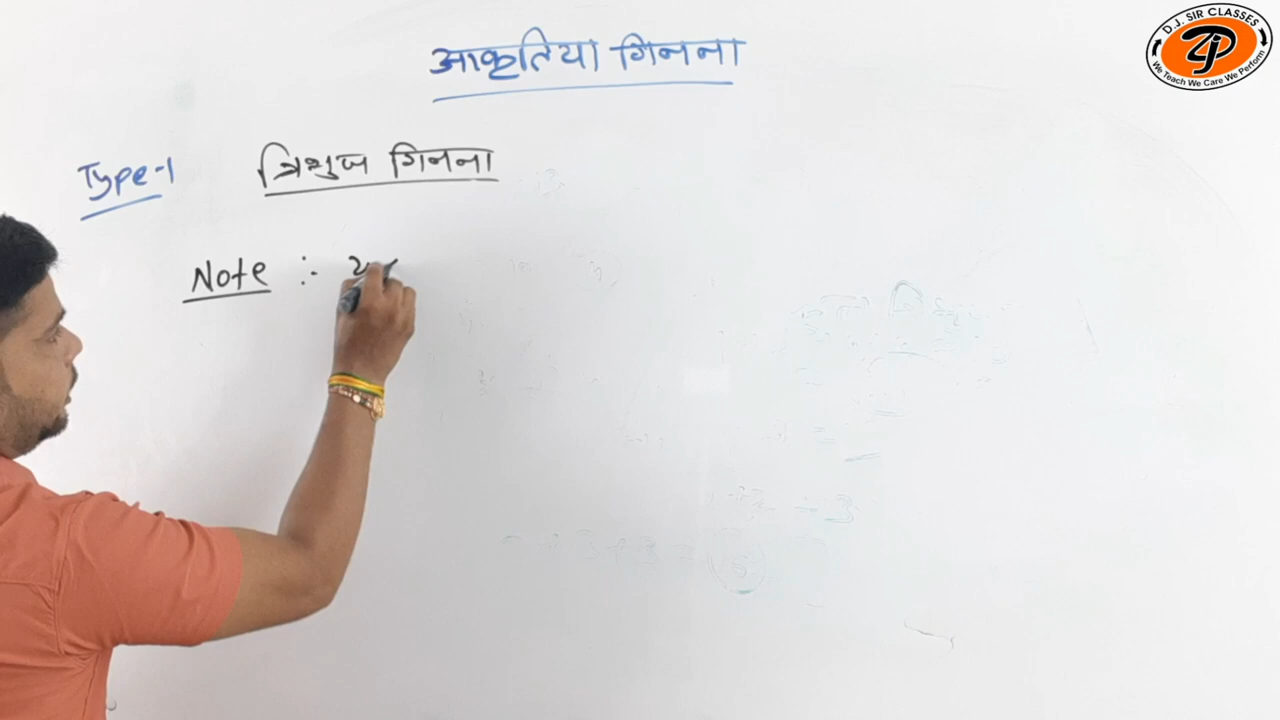 आकृतिया गिनना
D.J. SIR CLASSES
We Teach We Care We Perform
Type-1 त्रिभुज गिनना
Note :-